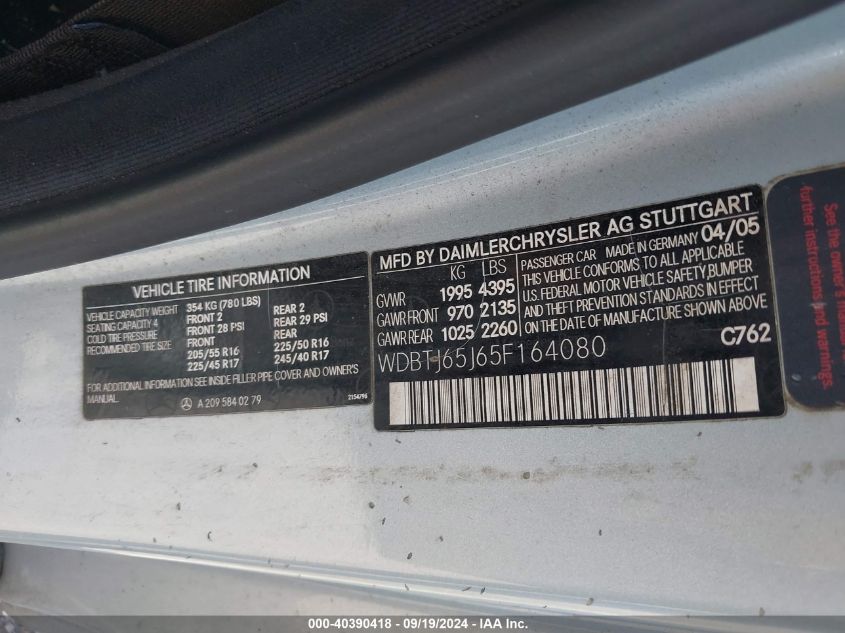 VEHICLE TIRE INFORMATION
VEHICLE CAPACITY WEIGHT 354 KG (780 LBS)
SEATING CAPACITY 4 FRONT 2 REAR 2
COLD TIRE PRESSURE FRONT 28 PSI REAR 29 PSI
RECOMMENDED TIRE SIZE FRONT REAR
205/55 R16 225/50 R16
225/45 R17 245/40 R17
FOR ADDITIONAL INFORMATION SEE INSIDE FILLER PIPE COVER AND OWNER'S
MANUAL.
A 209 584 02 79 2154796
MFD BY DAIMLERCHRYSLER AG STUTTGART
KG LBS
GVWR 1995 4395
GAWR FRONT 970 2135
GAWR REAR 1025 2260
PASSENGER CAR MADE IN GERMANY 04/05
THIS VEHICLE CONFORMS TO ALL APPLICABLE
U.S. FEDERAL MOTOR VEHICLE SAFETY, BUMPER
AND THEFT PREVENTION STANDARDS IN EFFECT
ON THE DATE OF MANUFACTURE SHOWN ABOVE
WDBTJ65J65F164080 C762
See the owner's
further instructions
and warnings.
000-40390418 - 09/19/2024 -